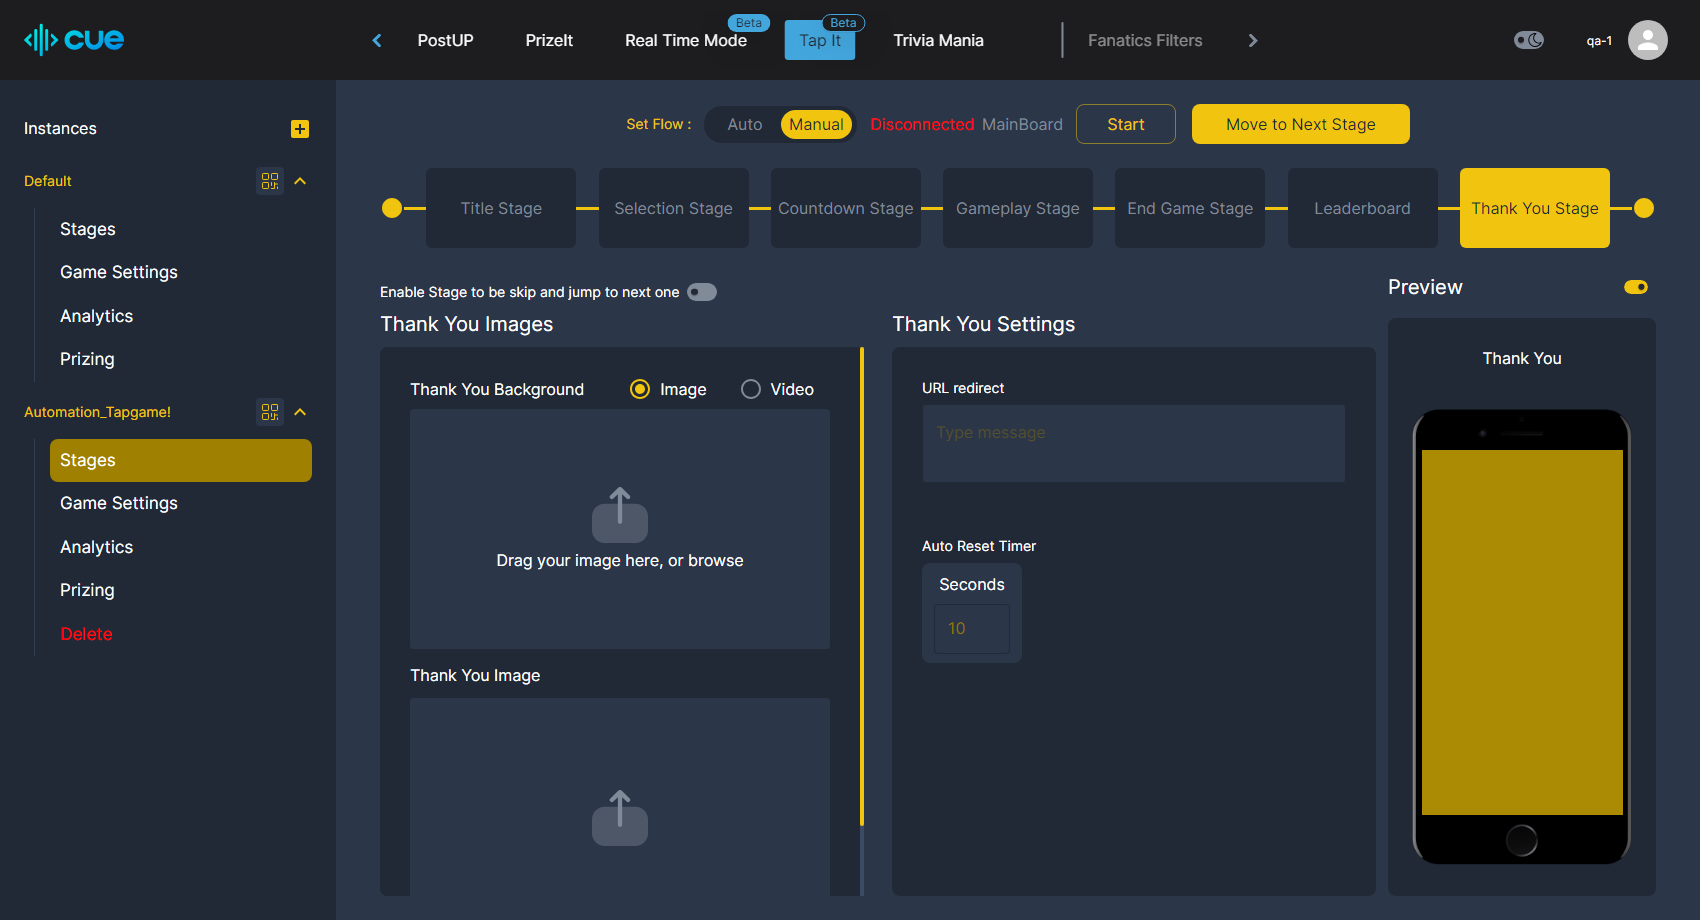 cue
PostUP
PrizeIt
Real Time Mode
Beta
Tap It
Beta
Trivia Mania
Fanatics Filters
qa-1
Instances
Default
Stages
Game Settings
Analytics
Prizing
Automation_Tapgame!
Stages
Game Settings
Analytics
Prizing
Delete
Set Flow :
Auto
Manual
Disconnected MainBoard
Start
Move to Next Stage
Title Stage
Selection Stage
Countdown Stage
Gameplay Stage
End Game Stage
Leaderboard
Thank You Stage
Enable Stage to be skip and jump to next one
Thank You Images
Thank You Background
Image
Video
Drag your image here, or browse
Thank You Image
Thank You Settings
URL redirect
Type message
Auto Reset Timer
Seconds
10
Preview
Thank You